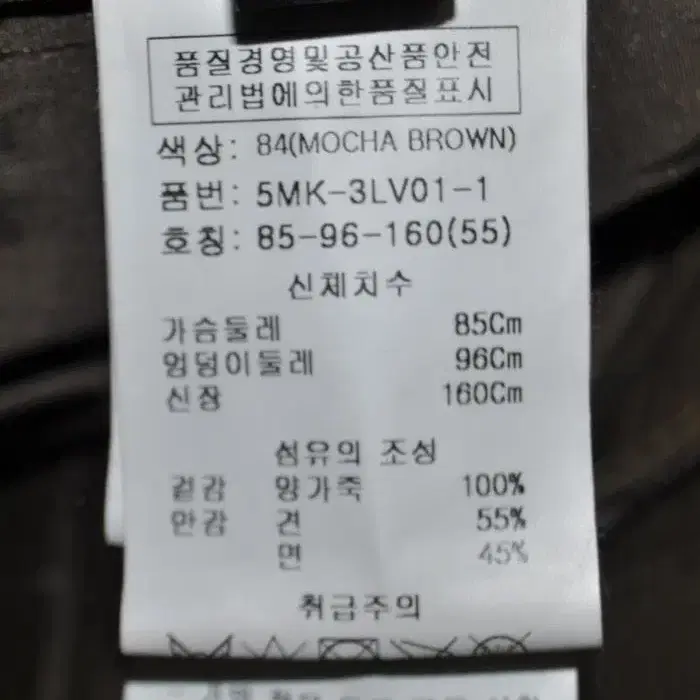 품질경영및공산품안전
관리법에의한품질표시
색상: 84(MOCHA BROWN)
품번: 5MK-3LV01-1
호칭: 85-96-160(55)
신체치수
가슴둘레 85Cm
엉덩이둘레 96Cm
신장 160Cm
섬유의 조성
겉감 양가죽 100%
안감 견 55%
면 45%
취급주의